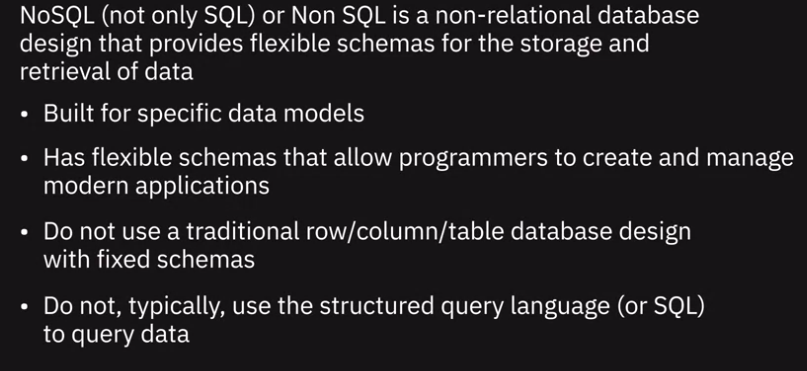 NoSQL (not only SQL) or Non SQL is a non-relational database
design that provides flexible schemas for the storage and
retrieval of data
• Built for specific data models
• Has flexible schemas that allow programmers to create and manage
modern applications
• Do not use a traditional row/column/table database design
with fixed schemas
• Do not, typically, use the structured query language (or SQL)
to query data